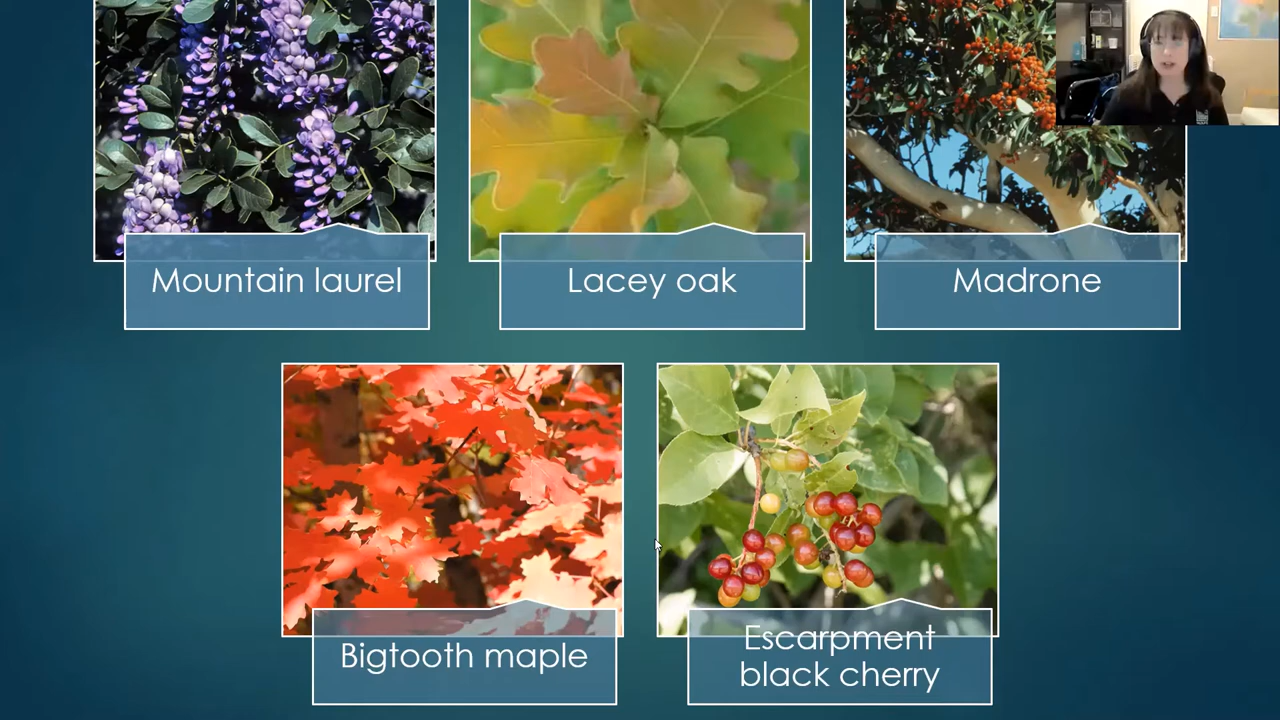 Mountain laurel
Lacey oak
Madrone
Bigtooth maple
Escarpment
black cherry